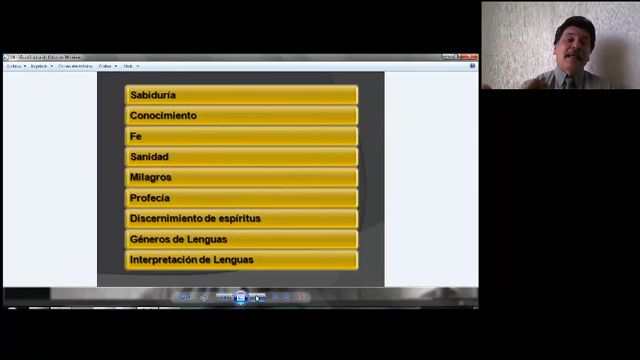 Sabiduría
Conocimiento
Fe
Sanidad
Milagros
Profecía
Discernimiento de espíritus
Géneros de Lenguas
Interpretación de Lenguas